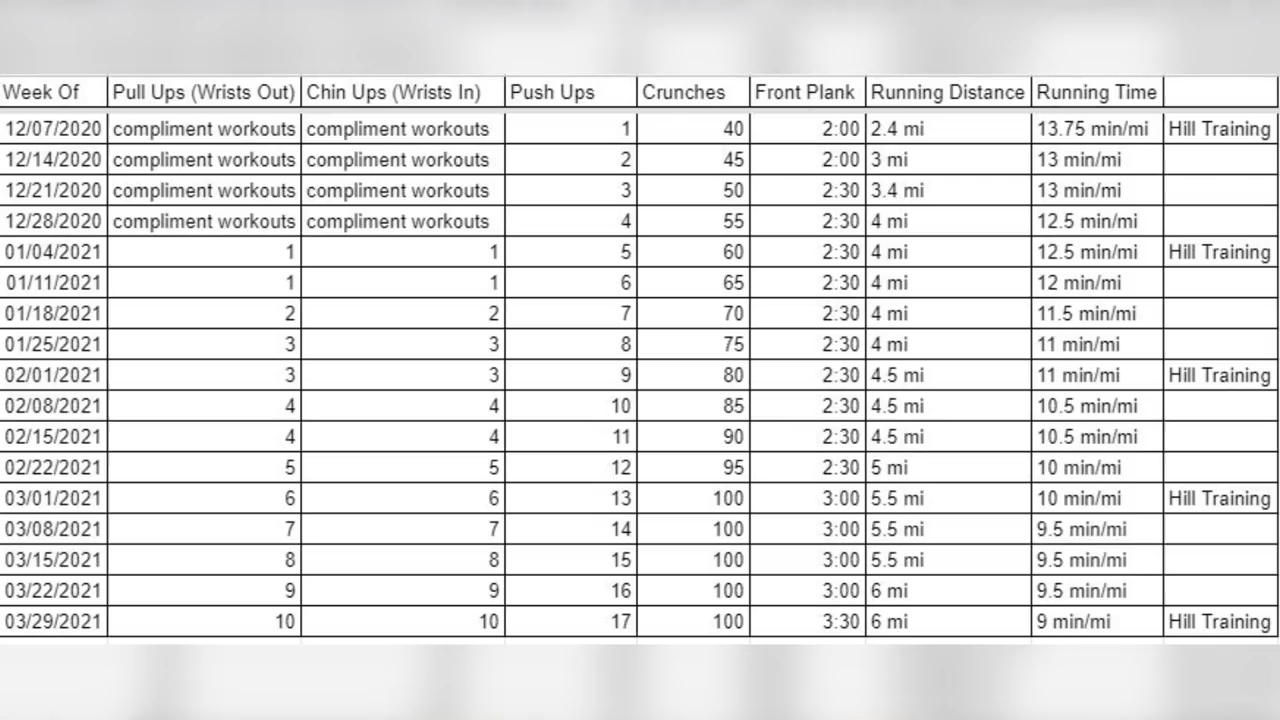 Week Of Pull Ups (Wrists Out) Chin Ups (Wrists In) Push Ups Crunches Front Plank Running Distance Running Time
12/07/2020 compliment workouts compliment workouts 1 40 2:00 2.4 mi 13.75 min/mi Hill Training
12/14/2020 compliment workouts compliment workouts 2 45 2:00 3 mi 13 min/mi
12/21/2020 compliment workouts compliment workouts 3 50 2:30 3.4 mi 13 min/mi
12/28/2020 compliment workouts compliment workouts 4 55 2:30 4 mi 12.5 min/mi
01/04/2021 1 1 5 60 2:30 4 mi 12.5 min/mi Hill Training
01/11/2021 1 1 6 65 2:30 4 mi 12 min/mi
01/18/2021 2 2 7 70 2:30 4 mi 11.5 min/mi
01/25/2021 3 3 8 75 2:30 4 mi 11 min/mi
02/01/2021 3 3 9 80 2:30 4.5 mi 11 min/mi Hill Training
02/08/2021 4 4 10 85 2:30 4.5 mi 10.5 min/mi
02/15/2021 4 4 11 90 2:30 4.5 mi 10.5 min/mi
02/22/2021 5 5 12 95 2:30 5 mi 10 min/mi
03/01/2021 6 6 13 100 3:00 5.5 mi 10 min/mi Hill Training
03/08/2021 7 7 14 100 3:00 5.5 mi 9.5 min/mi
03/15/2021 8 8 15 100 3:00 5.5 mi 9.5 min/mi
03/22/2021 9 9 16 100 3:00 6 mi 9.5 min/mi
03/29/2021 10 10 17 100 3:30 6 mi 9 min/mi Hill Training